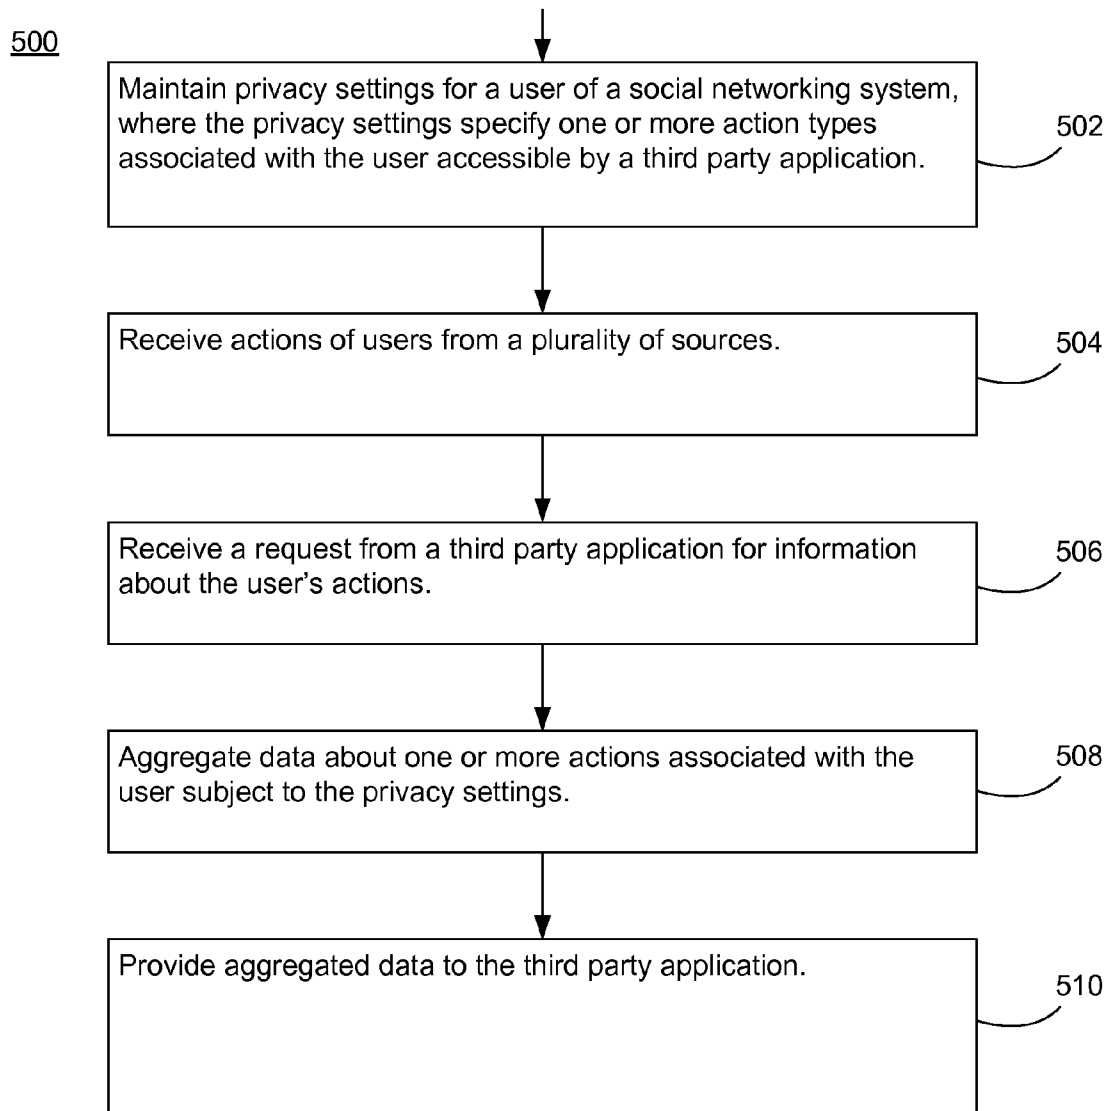 500
Maintain privacy settings for a user of a social networking system,
where the privacy settings specify one or more action types
associated with the user accessible by a third party application.
502
Receive actions of users from a plurality of sources.
504
Receive a request from a third party application for information
about the user’s actions.
506
Aggregate data about one or more actions associated with the
user subject to the privacy settings.
508
Provide aggregated data to the third party application.
510